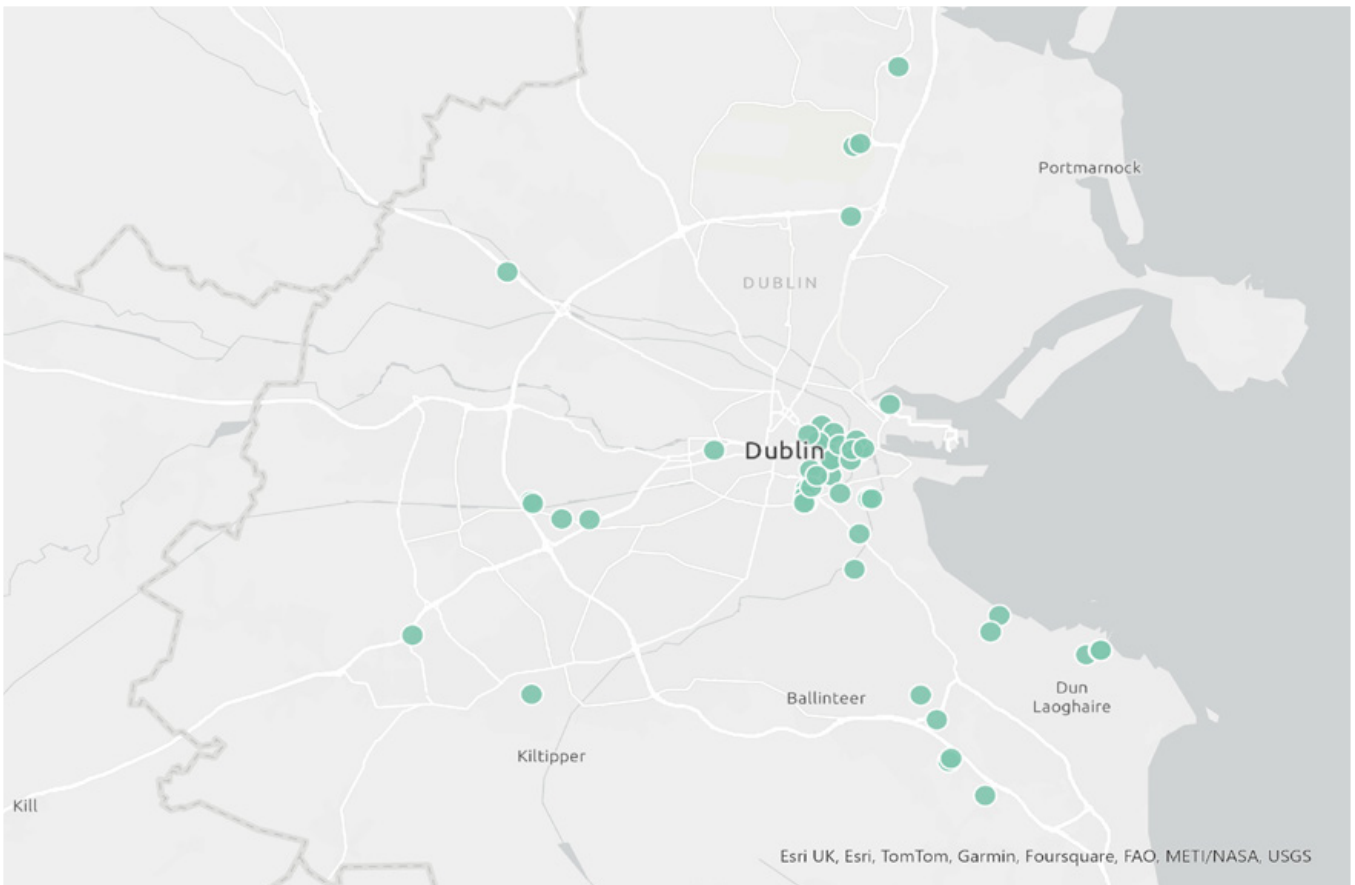 Portmarnock
DUBLIN
Dublin
Ballinteer
Dun
Laoghaire
Kiltipper
Kill
Esri UK, Esri, TomTom, Garmin, Foursquare, FAO, METI/NASA, USGS